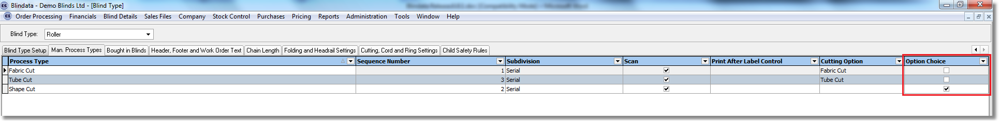 Blindata - Demo Blinds Ltd - [Blind Type]
Order Processing Financials Blind Details Sales Files Company Stock Control Purchases Pricing Reports Administration Tools Window Help
Blind Type: Roller
Blind Type Setup Man. Process Types Bought in Blinds Header, Footer and Work Order Text Chain Length Folding and Headrail Settings Cutting, Cord and Ring Settings Child Safety Rules
Process Type Sequence Number Subdivision Scan Print After Label Control Cutting Option Option Choice
Fabric Cut 1 Serial Fabric Cut
Tube Cut 3 Serial Tube Cut
Shape Cut 2 Serial